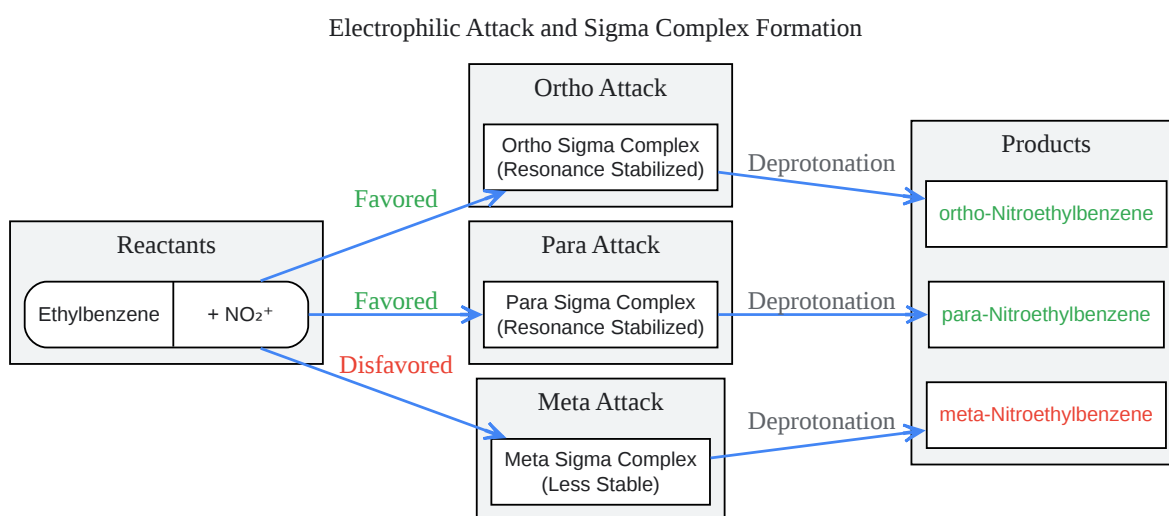 Electrophilic Attack and Sigma Complex Formation
Reactants
Ethylbenzene
+ NO₂⁺
Favored
Favored
Disfavored
Ortho Attack
Ortho Sigma Complex
(Resonance Stabilized)
Para Attack
Para Sigma Complex
(Resonance Stabilized)
Meta Attack
Meta Sigma Complex
(Less Stable)
Deprotonation
Deprotonation
Deprotonation
Products
ortho-Nitroethylbenzene
para-Nitroethylbenzene
meta-Nitroethylbenzene